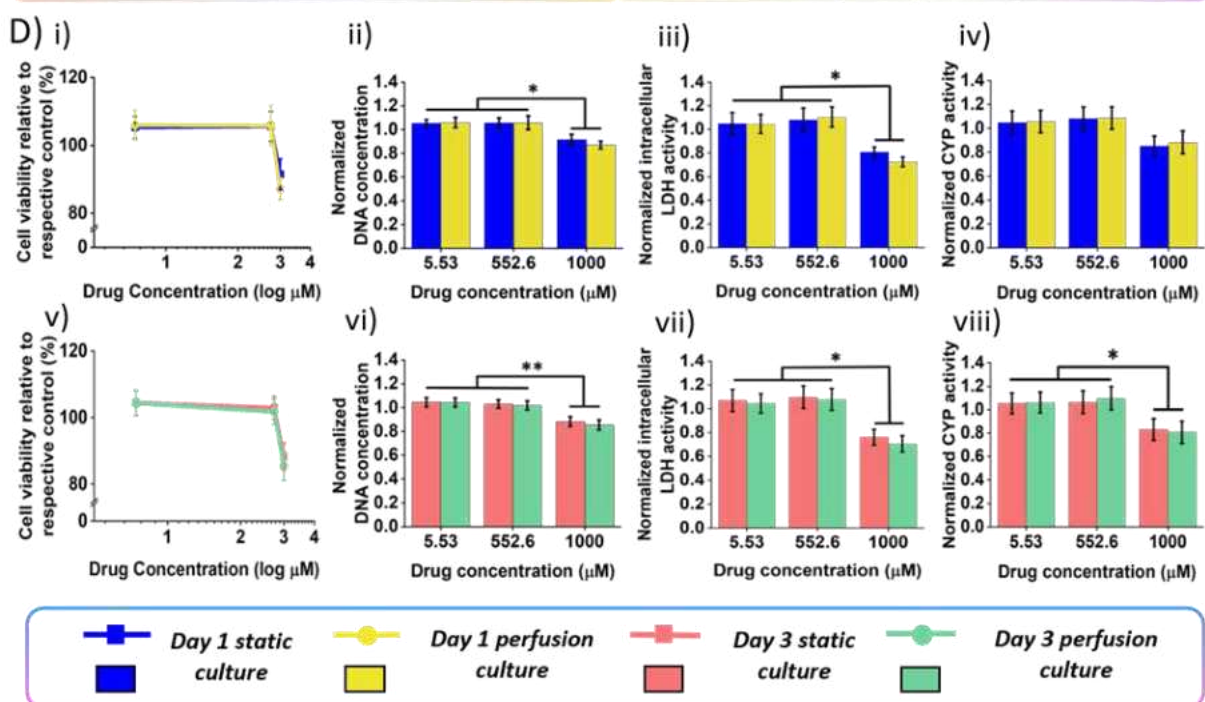 D) i)
Cell viability relative to
respective control (%)
120
100
80
0
1 2 3 4
Drug Concentration (log µM)
ii)
Normalized
DNA concentration
1.4
1.2
1.0
0.8
0.6
0.4
0.2
0.0
*
5.53 552.6 1000
Drug concentration (µM)
iii)
Normalized intracellular
LDH activity
1.4
1.2
1.0
0.8
0.6
0.4
0.2
0.0
*
5.53 552.6 1000
Drug concentration (µM)
iv)
Normalized CYP activity
1.4
1.2
1.0
0.8
0.6
0.4
0.2
0.0
5.53 552.6 1000
Drug concentration (µM)
v)
Cell viability relative to
respective control (%)
120
100
80
0
1 2 3 4
Drug Concentration (log µM)
vi)
Normalized
DNA concentration
1.4
1.2
1.0
0.8
0.6
0.4
0.2
0.0
**
5.53 552.6 1000
Drug concentration (µM)
vii)
Normalized intracellular
LDH activity
1.4
1.2
1.0
0.8
0.6
0.4
0.2
0.0
*
5.53 552.6 1000
Drug concentration (µM)
viii)
Normalized CYP activity
1.4
1.2
1.0
0.8
0.6
0.4
0.2
0.0
*
5.53 552.6 1000
Drug concentration (µM)
Day 1 static
culture
Day 1 perfusion
culture
Day 3 static
culture
Day 3 perfusion
culture